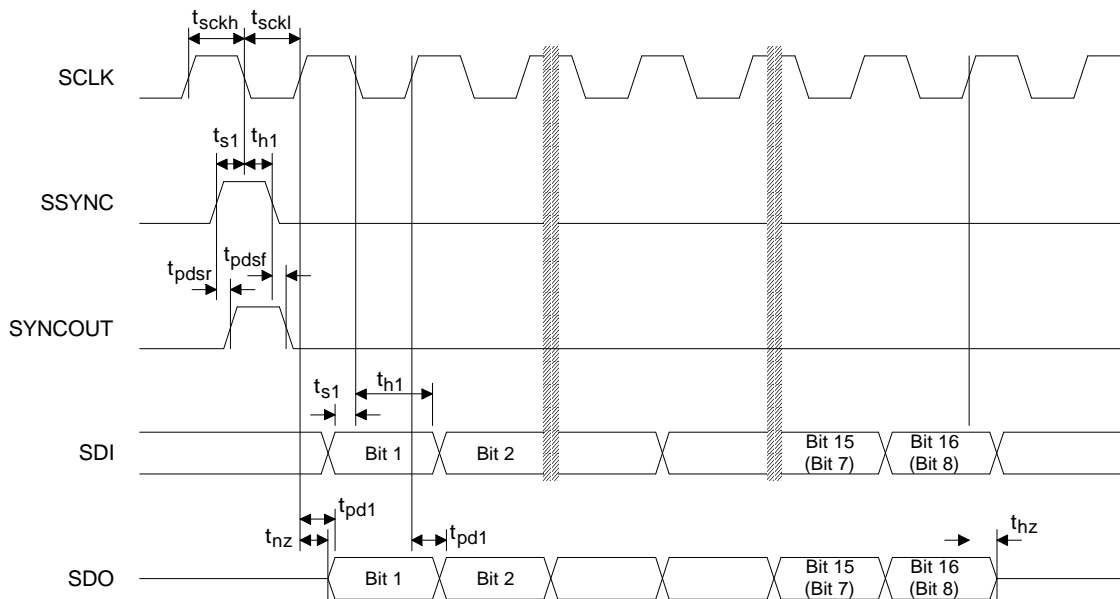 tsckh tsckl
SCLK
ts1 th1
SSYNC
tpdsr tpdsf
SYNCOUT
ts1 th1
SDI Bit 1 Bit 2 Bit 15 Bit 16
(Bit 7) (Bit 8)
tnz tpd1 tpd1 thz
SDO Bit 1 Bit 2 Bit 15 Bit 16
(Bit 7) (Bit 8)